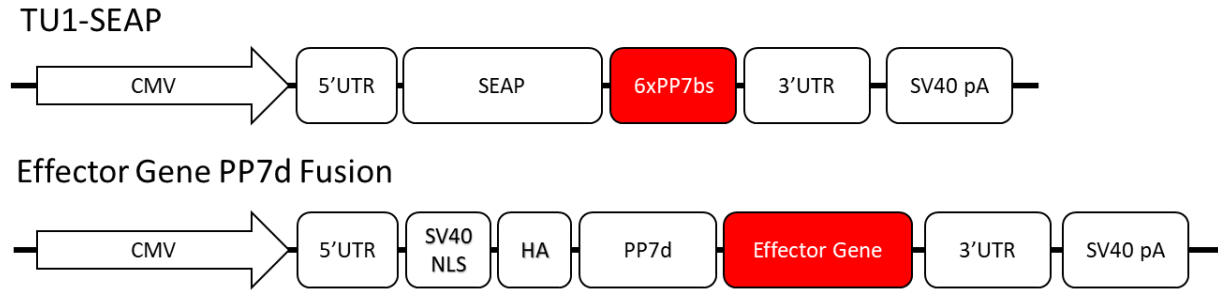 TU1-SEAP
CMV 5’UTR SEAP 6xPP7bs 3’UTR SV40 pA
Effector Gene PP7d Fusion
CMV 5’UTR SV40 NLS HA PP7d Effector Gene 3’UTR SV40 pA